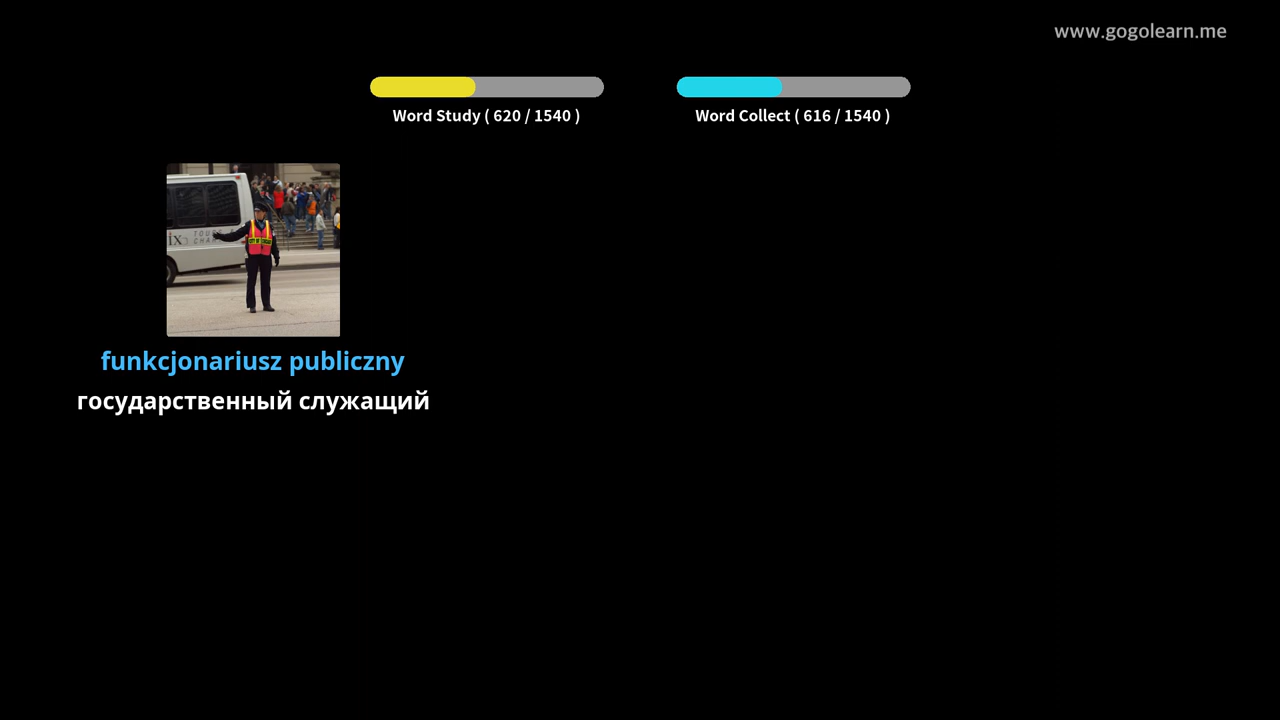 www.gogolearn.me
Word Study ( 620 / 1540 )
Word Collect ( 616 / 1540 )
funkcjonariusz publiczny
государственный служащий